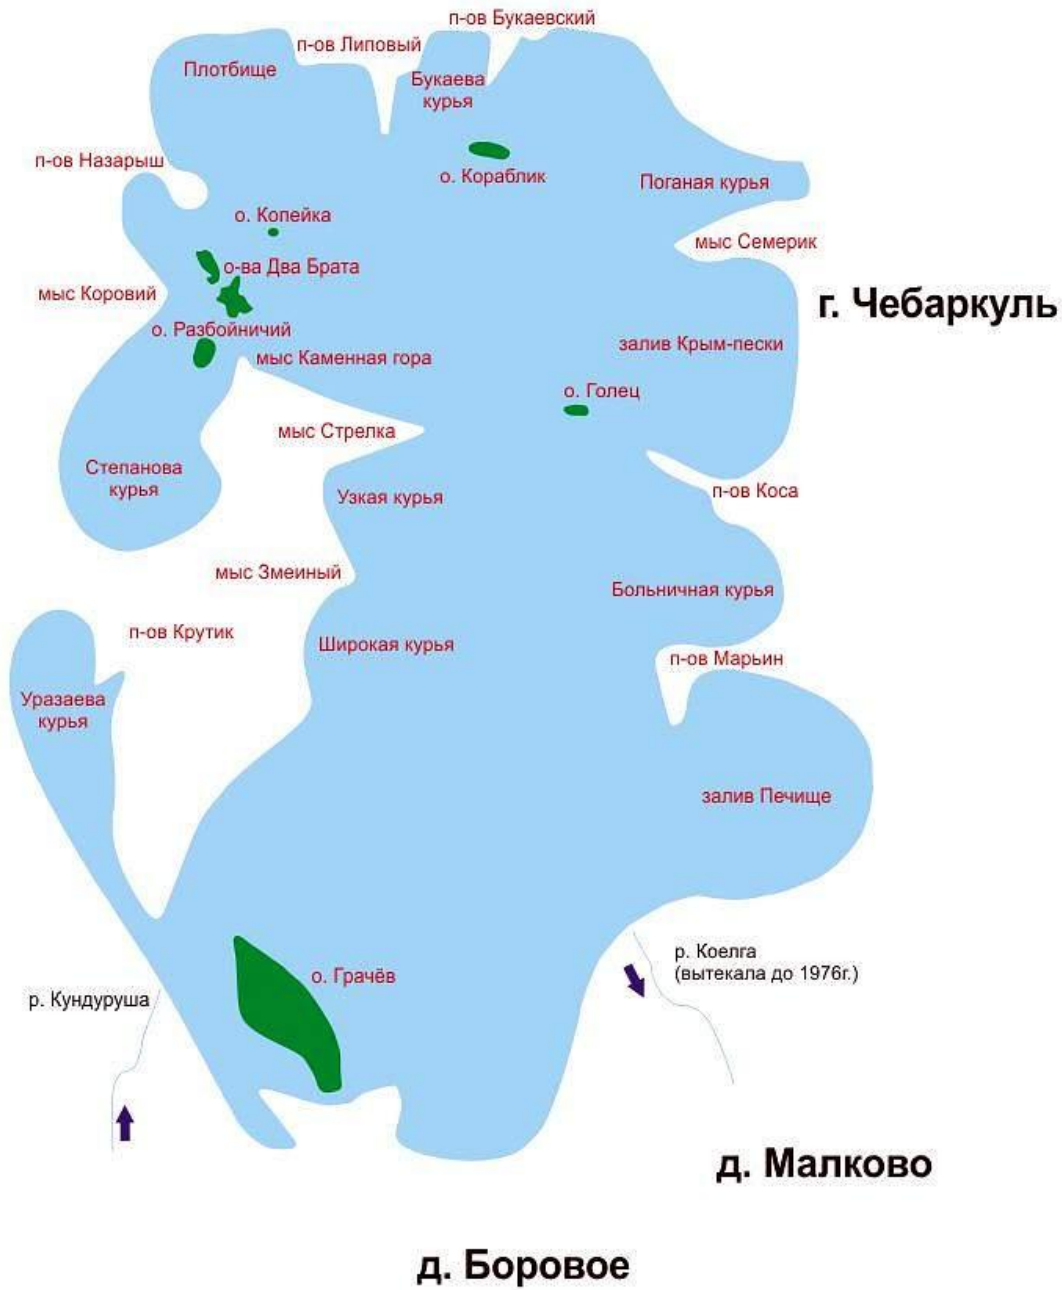 п-ов Букаевский
п-ов Липовый
Плотбище
Букаева
курья
п-ов Назарыш
о. Кораблик
Поганая курья
о. Копейка
мыс Семерик
о-ва Два Брата
мыс Коровий
г. Чебаркуль
о. Разбойничий
залив Крым-пески
мыс Каменная гора
о. Голец
мыс Стрелка
Степанова
курья
Узкая курья
п-ов Коса
мыс Змеиный
Больничная курья
п-ов Крутик
Широкая курья
п-ов Марьин
Уразаева
курья
залив Печище
р. Коелга
(вытекала до 1976г.)
о. Грачёв
р. Кундуруша
д. Малково
д. Боровое